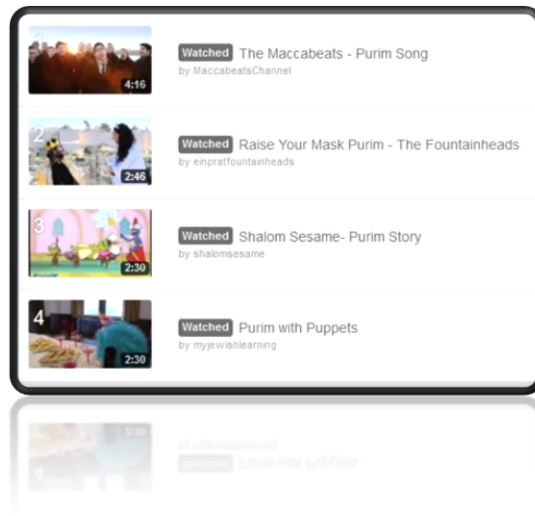 4:16
Watched The Maccabeats - Purim Song
by MaccabeatsChannel
2
2:46
Watched Raise Your Mask Purim - The Fountainheads
by einpratfountainheads
3
2:30
Watched Shalom Sesame- Purim Story
by shalomsesame
4
2:30
Watched Purim with Puppets
by myjewishlearning